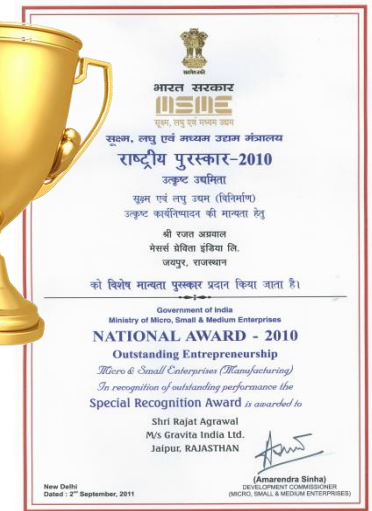 भारत सरकार
MSME
सूक्ष्म, लघु एवं मध्यम उद्यम
सूक्ष्म, लघु एवं मध्यम उद्यम मंत्रालय
राष्ट्रीय पुरस्कार-2010
उत्कृष्ट उद्यमिता
सूक्ष्म एवं लघु उद्यम (विनिर्माण)
उत्कृष्ट कार्यनिष्पादन की मान्यता हेतु
श्री रजत अग्रवाल
मेसर्स ग्रेविता इंडिया लि.
जयपुर, राजस्थान
को विशेष मान्यता पुरस्कार प्रदान किया जाता है।
Government of India
Ministry of Micro, Small & Medium Enterprises
NATIONAL AWARD - 2010
Outstanding Entrepreneurship
Micro & Small Enterprises (Manufacturing)
In recognition of outstanding performance the
Special Recognition Award is awarded to
Shri Rajat Agrawal
M/s Gravita India Ltd.
Jaipur, RAJASTHAN
(Amarendra Sinha)
DEVELOPMENT COMMISSIONER
(MICRO, SMALL & MEDIUM ENTERPRISES)
New Delhi
Dated : 2nd September, 2011